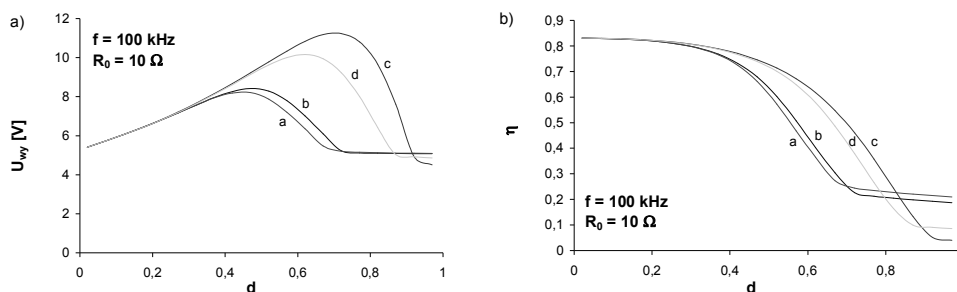 a)
12
10
8
6
4
2
0
U_wy [V]
f = 100 kHz
R₀ = 10 Ω
c
d
b
a
0
0,2
0,4
0,6
0,8
1
d
b)
0,9
0,8
0,7
0,6
0,5
0,4
0,3
0,2
0,1
0
η
a
b
d
c
f = 100 kHz
R₀ = 10 Ω
0
0,2
0,4
0,6
0,8
d